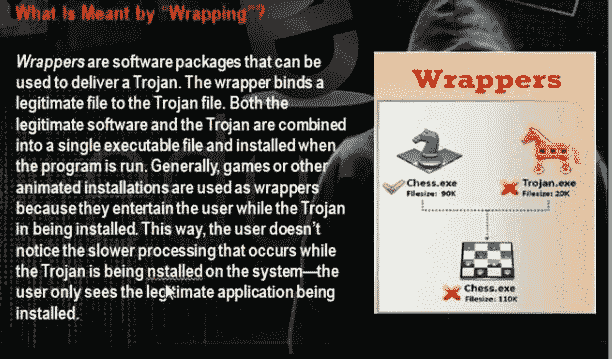 What is Meant by "Wrapping"?
Wrappers are software packages that can be
used to deliver a Trojan. The wrapper binds a
legitimate file to the Trojan file. Both the
legitimate software and the Trojan are combined
into a single executable file and installed when
the program is run. Generally, games or other
animated installations are used as wrappers
because they entertain the user while the Trojan
in being installed. This way, the user doesn't
notice the slower processing that occurs while
the Trojan is being nstalled on the system—the
user only sees the legitimate application being
installed.
Wrappers
Chess.exe
Filesize: 90K
Trojan.exe
Filesize: 20K
Chess.exe
Filesize: 110K